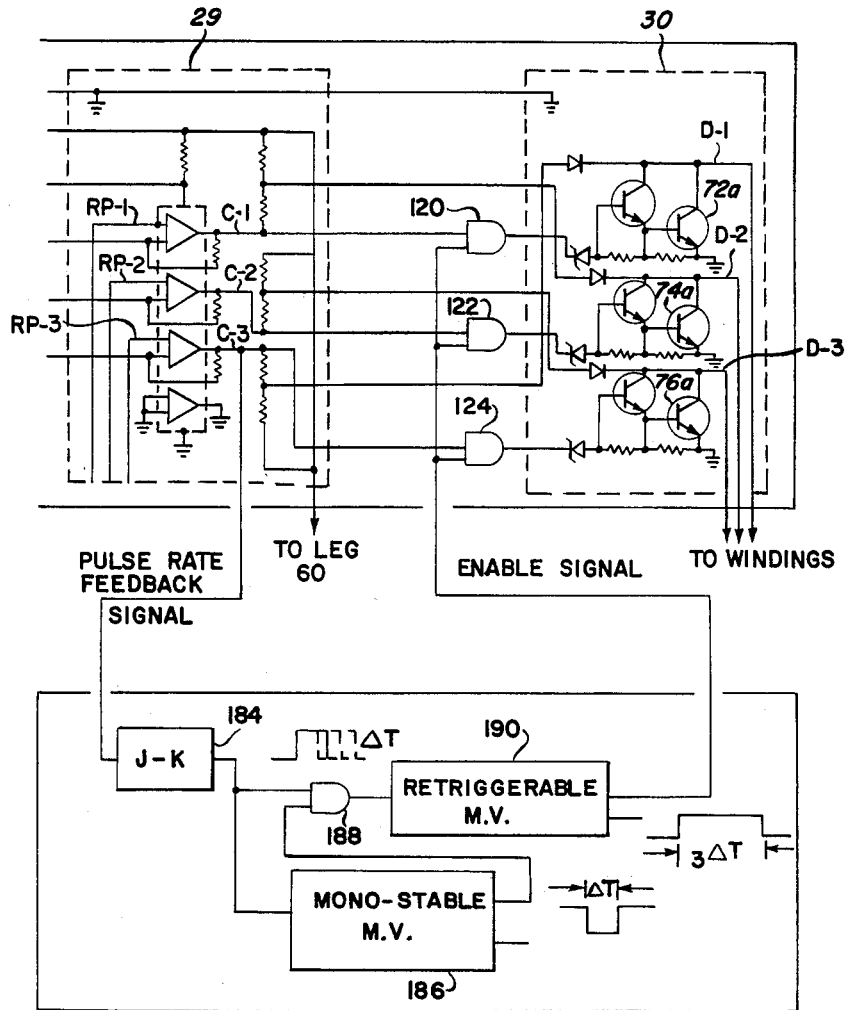 29
30
RP-1
C-1
RP-2
C-2
RP-3
C-3
120
122
124
D-1
72a
D-2
74a
D-3
76a
TO LEG
60
TO WINDINGS
PULSE RATE
FEEDBACK
SIGNAL
ENABLE SIGNAL
184
J-K
ΔT
188
190
RETRIGGERABLE
M.V.
3ΔT
MONO-STABLE
M.V.
186
ΔT